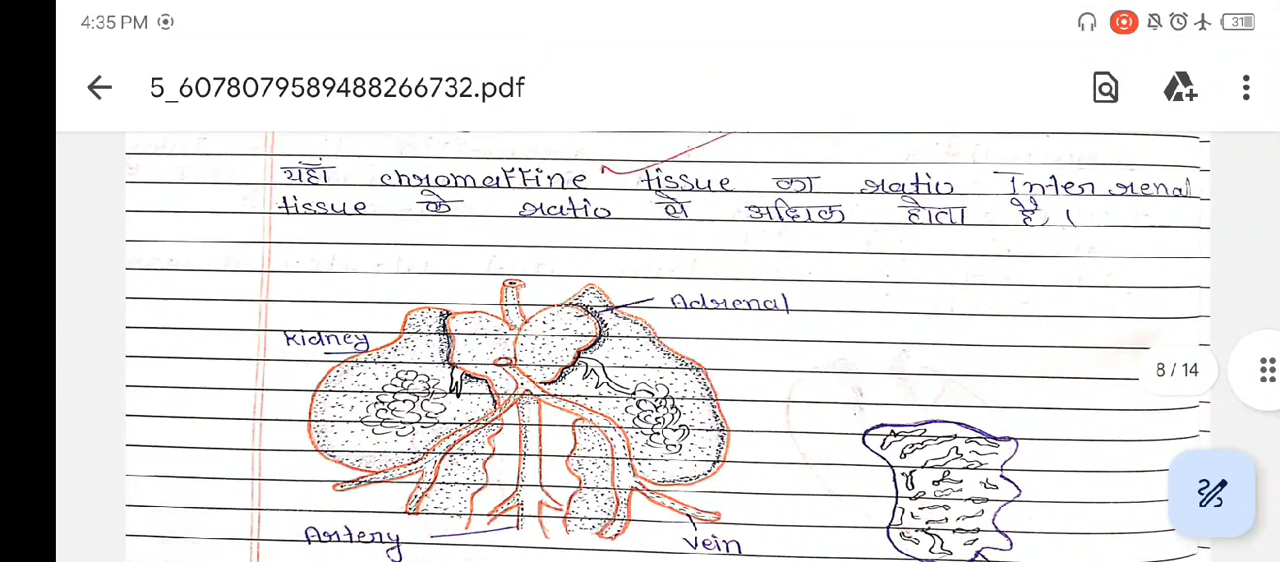 4:35 PM
31
5_6078079589488266732.pdf
यहाँ chromaffine tissue का ratio Inter renal
tissue के ratio से अधिक होता है।
Adrenal
Kidney
8 / 14
Artery
Vein